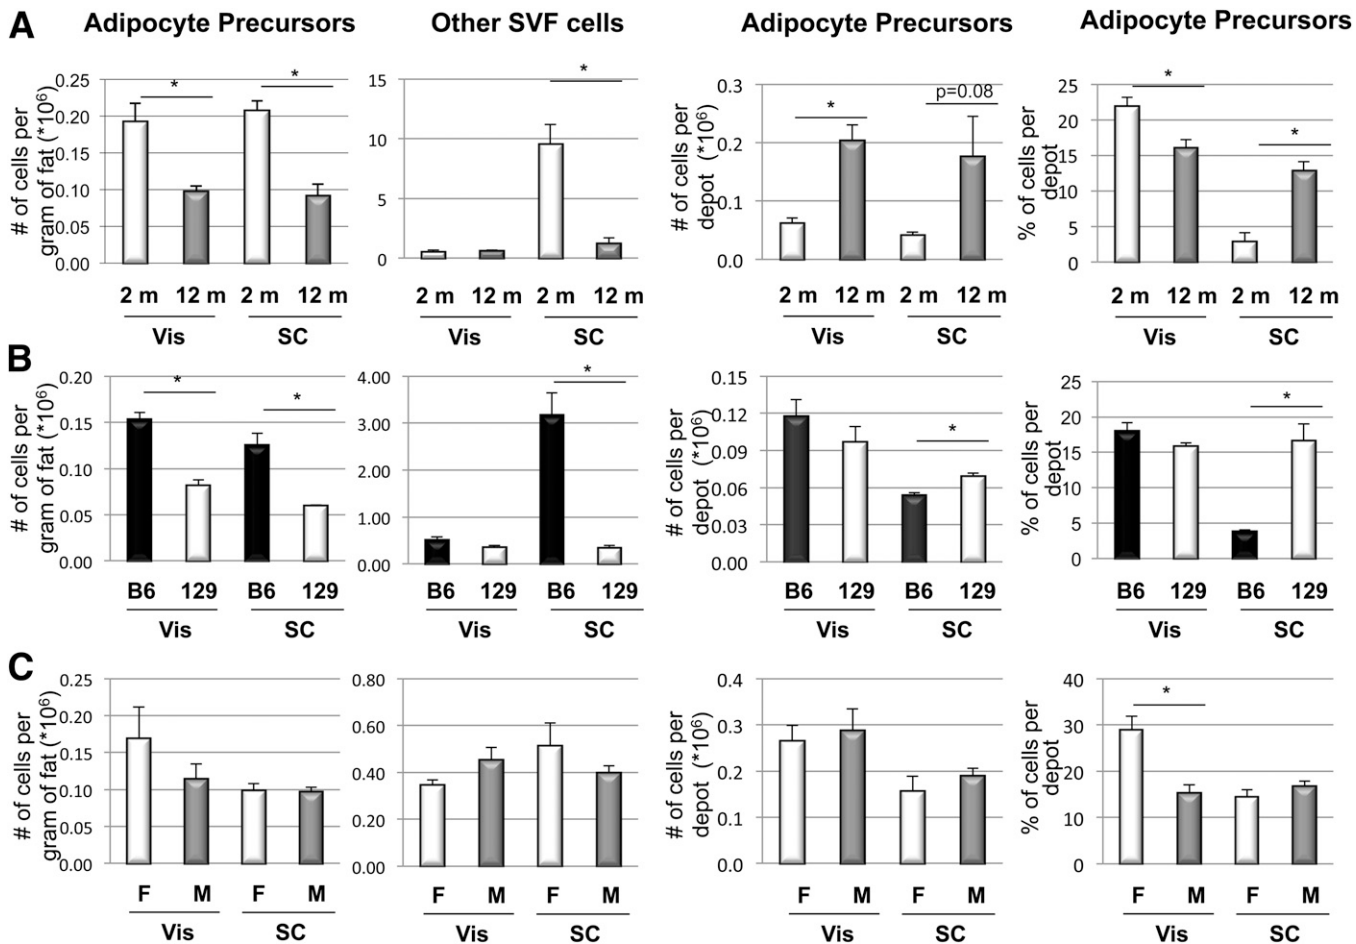 A
Adipocyte Precursors
Other SVF cells
Adipocyte Precursors
Adipocyte Precursors
# of cells per
gram of fat (*10⁶)
0.25
0.20
0.15
0.10
0.05
0.00
*
*
2 m 12 m 2 m 12 m
Vis SC
15
10
5
0
*
2 m 12 m 2 m 12 m
Vis SC
# of cells per
depot (*10⁶)
0.3
0.2
0.1
0.0
*
p=0.08
2 m 12 m 2 m 12 m
Vis SC
% of cells per
depot
25
20
15
10
5
0
*
*
2 m 12 m 2 m 12 m
Vis SC
B
# of cells per
gram of fat (*10⁶)
0.20
0.15
0.10
0.05
0.00
*
*
B6 129 B6 129
Vis SC
4.00
3.00
2.00
1.00
0.00
*
B6 129 B6 129
Vis SC
# of cells per
depot (*10⁶)
0.15
0.12
0.09
0.06
0.03
0.00
*
B6 129 B6 129
Vis SC
% of cells per
depot
25
20
15
10
5
0
*
B6 129 B6 129
Vis SC
C
# of cells per
gram of fat (*10⁶)
0.25
0.20
0.15
0.10
0.05
0.00
F M F M
Vis SC
0.80
0.60
0.40
0.20
0.00
F M F M
Vis SC
# of cells per
depot (*10⁶)
0.4
0.3
0.2
0.1
0.0
F M F M
Vis SC
% of cells per
depot
40
30
20
10
0
*
F M F M
Vis SC